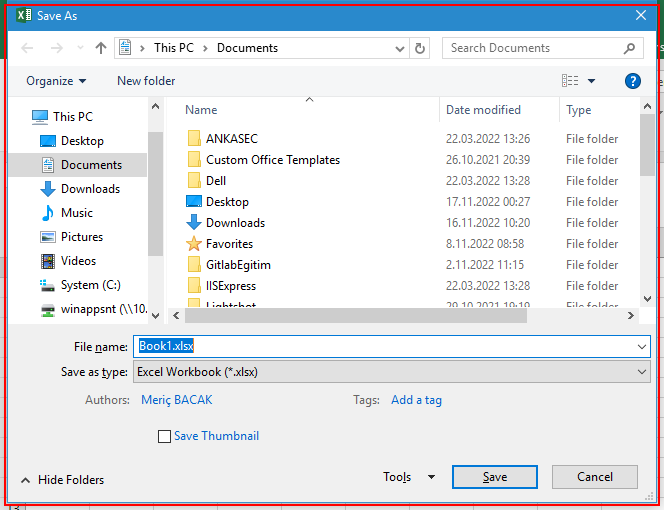 Save As
This PC > Documents
Search Documents
Organize
New folder
This PC
Desktop
Documents
Downloads
Music
Pictures
Videos
System (C:)
winappsnt (\\10.
Name Date modified Type
ANKASEC 22.03.2022 13:26 File folder
Custom Office Templates 26.10.2021 20:39 File folder
Dell 22.03.2022 13:28 File folder
Desktop 17.11.2022 00:27 File folder
Downloads 16.11.2022 10:20 File folder
Favorites 8.11.2022 08:58 File folder
GitlabEgitim 2.11.2022 11:15 File folder
IISExpress 22.03.2022 13:28 File folder
Lightshot 29.10.2021 19:19 File folder
File name: Book1.xlsx
Save as type: Excel Workbook (*.xlsx)
Authors: Meriç BACAK Tags: Add a tag
Save Thumbnail
Hide Folders
Tools
Save
Cancel